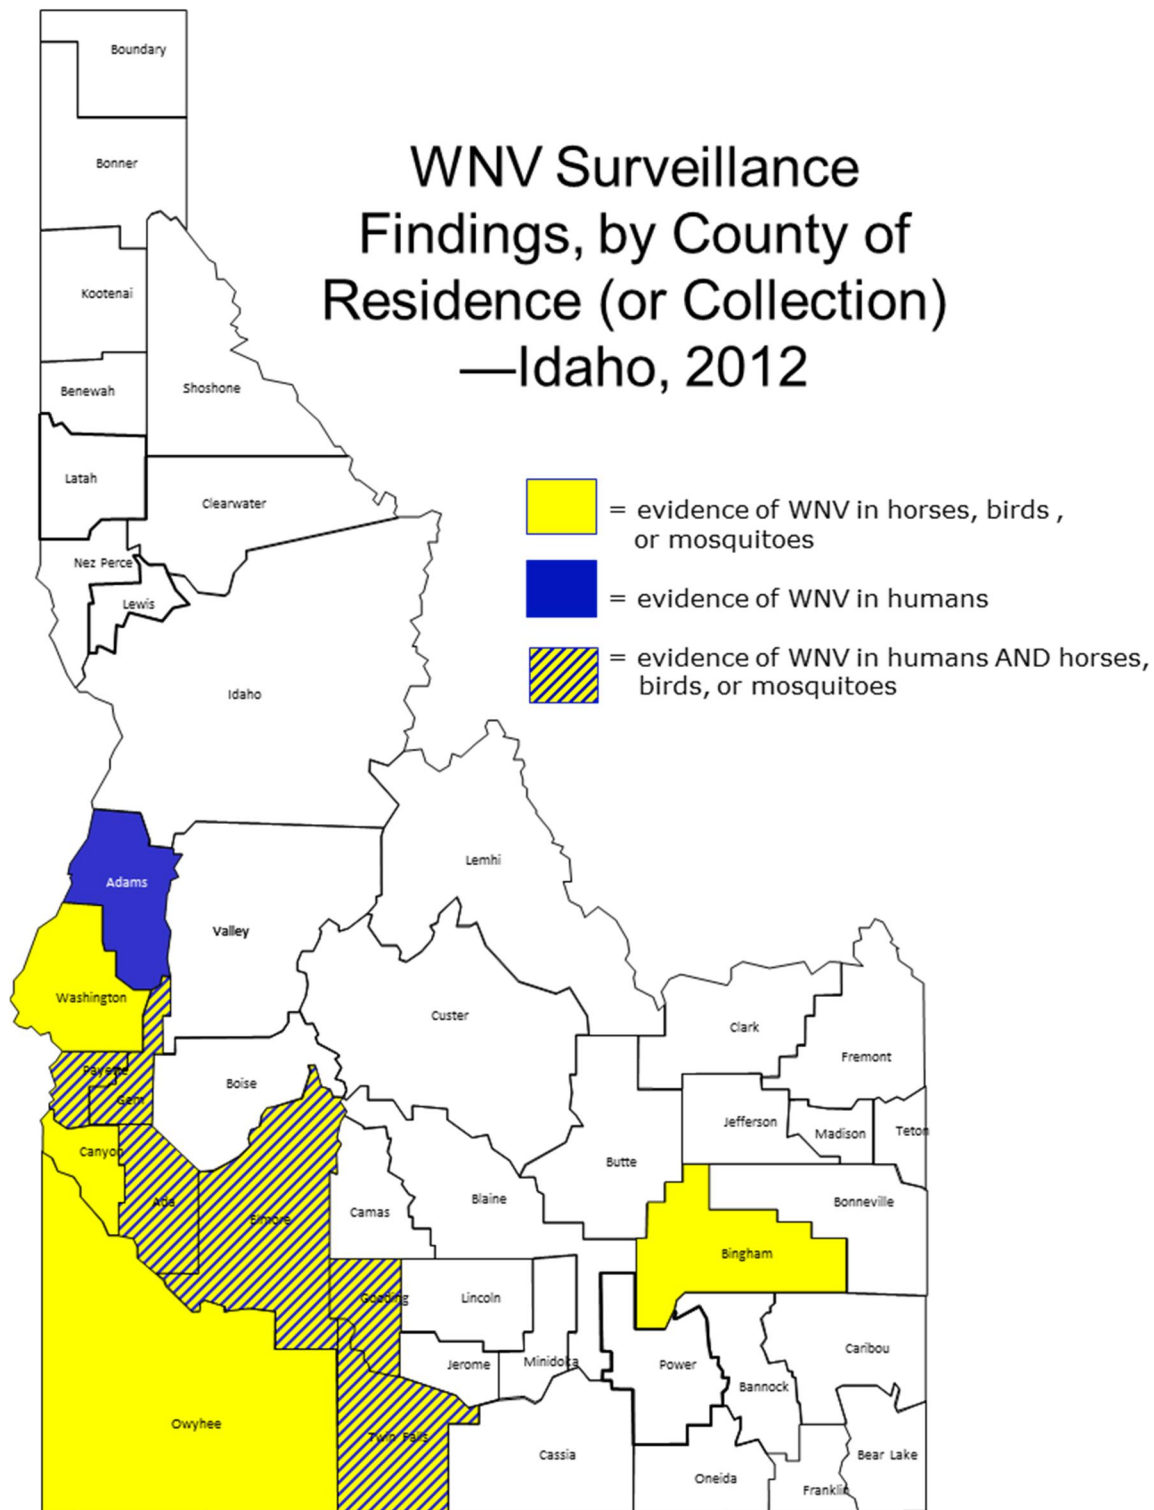 Boundary
Bonner
WNV Surveillance
Findings, by County of
Residence (or Collection)
—Idaho, 2012
Kootenai
Benewah
Shoshone
Latah
Clearwater
= evidence of WNV in horses, birds ,
or mosquitoes
Nez Perce
= evidence of WNV in humans
Lewis
= evidence of WNV in humans AND horses,
birds, or mosquitoes
Idaho
Lemhi
Adams
Valley
Washington
Custer
Clark
Fremont
Payette
Boise
Gem
Jefferson
Madison
Teton
Canyon
Butte
Ada
Blaine
Bonneville
Camas
Elmore
Bingham
Gooding
Lincoln
Caribou
Jerome
Minidoka
Power
Bannock
Owyhee
Twin Falls
Cassia
Bear Lake
Oneida
Franklin